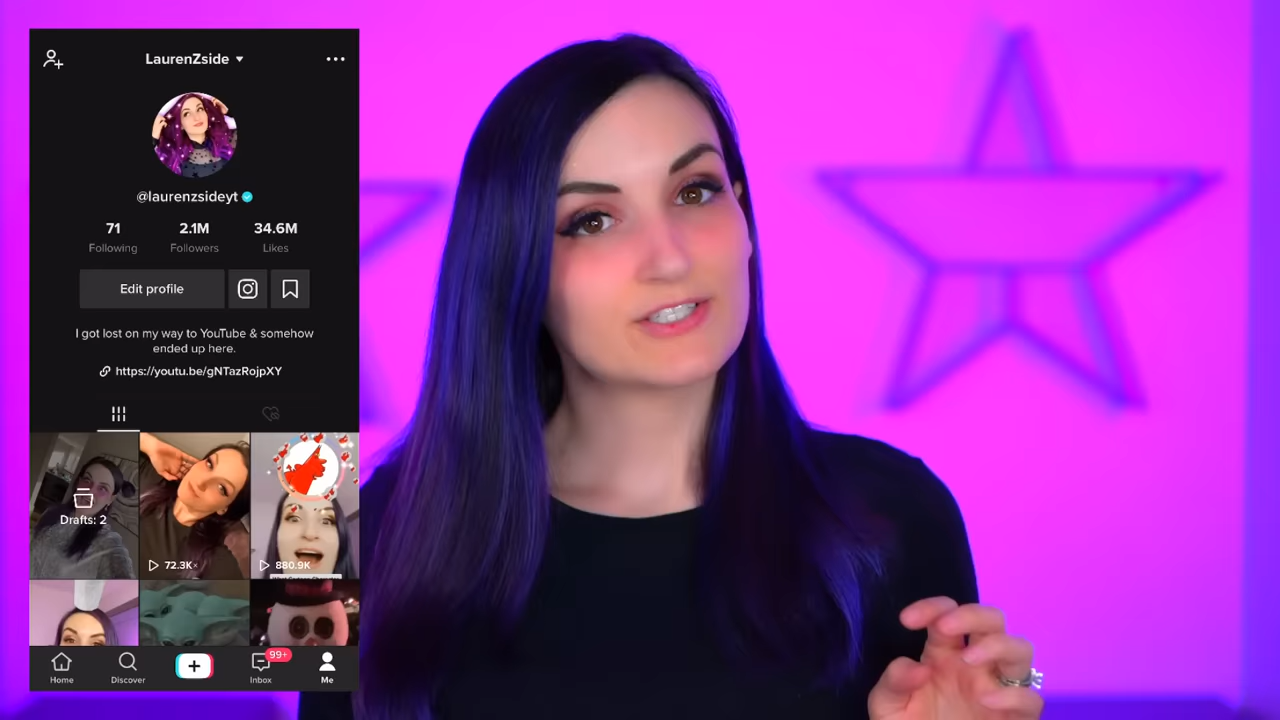 LaurenZside
@laurenzsideyt
71 2.1M 34.6M
Following Followers Likes
Edit profile
I got lost on my way to YouTube & somehow
ended up here.
https://youtu.be/gNTazRojpXY
Drafts: 2
72.3K
880.9K
99+
Home Discover Inbox Me